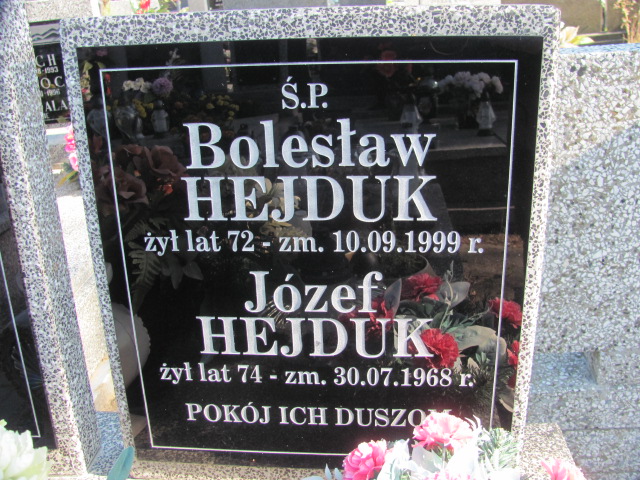 Ś.P.
Bolesław
HEJDUK
żył lat 72 - zm. 10.09.1999 r.
Józef
HEJDUK
żył lat 74 - zm. 30.07.1968 r.
POKÓJ ICH